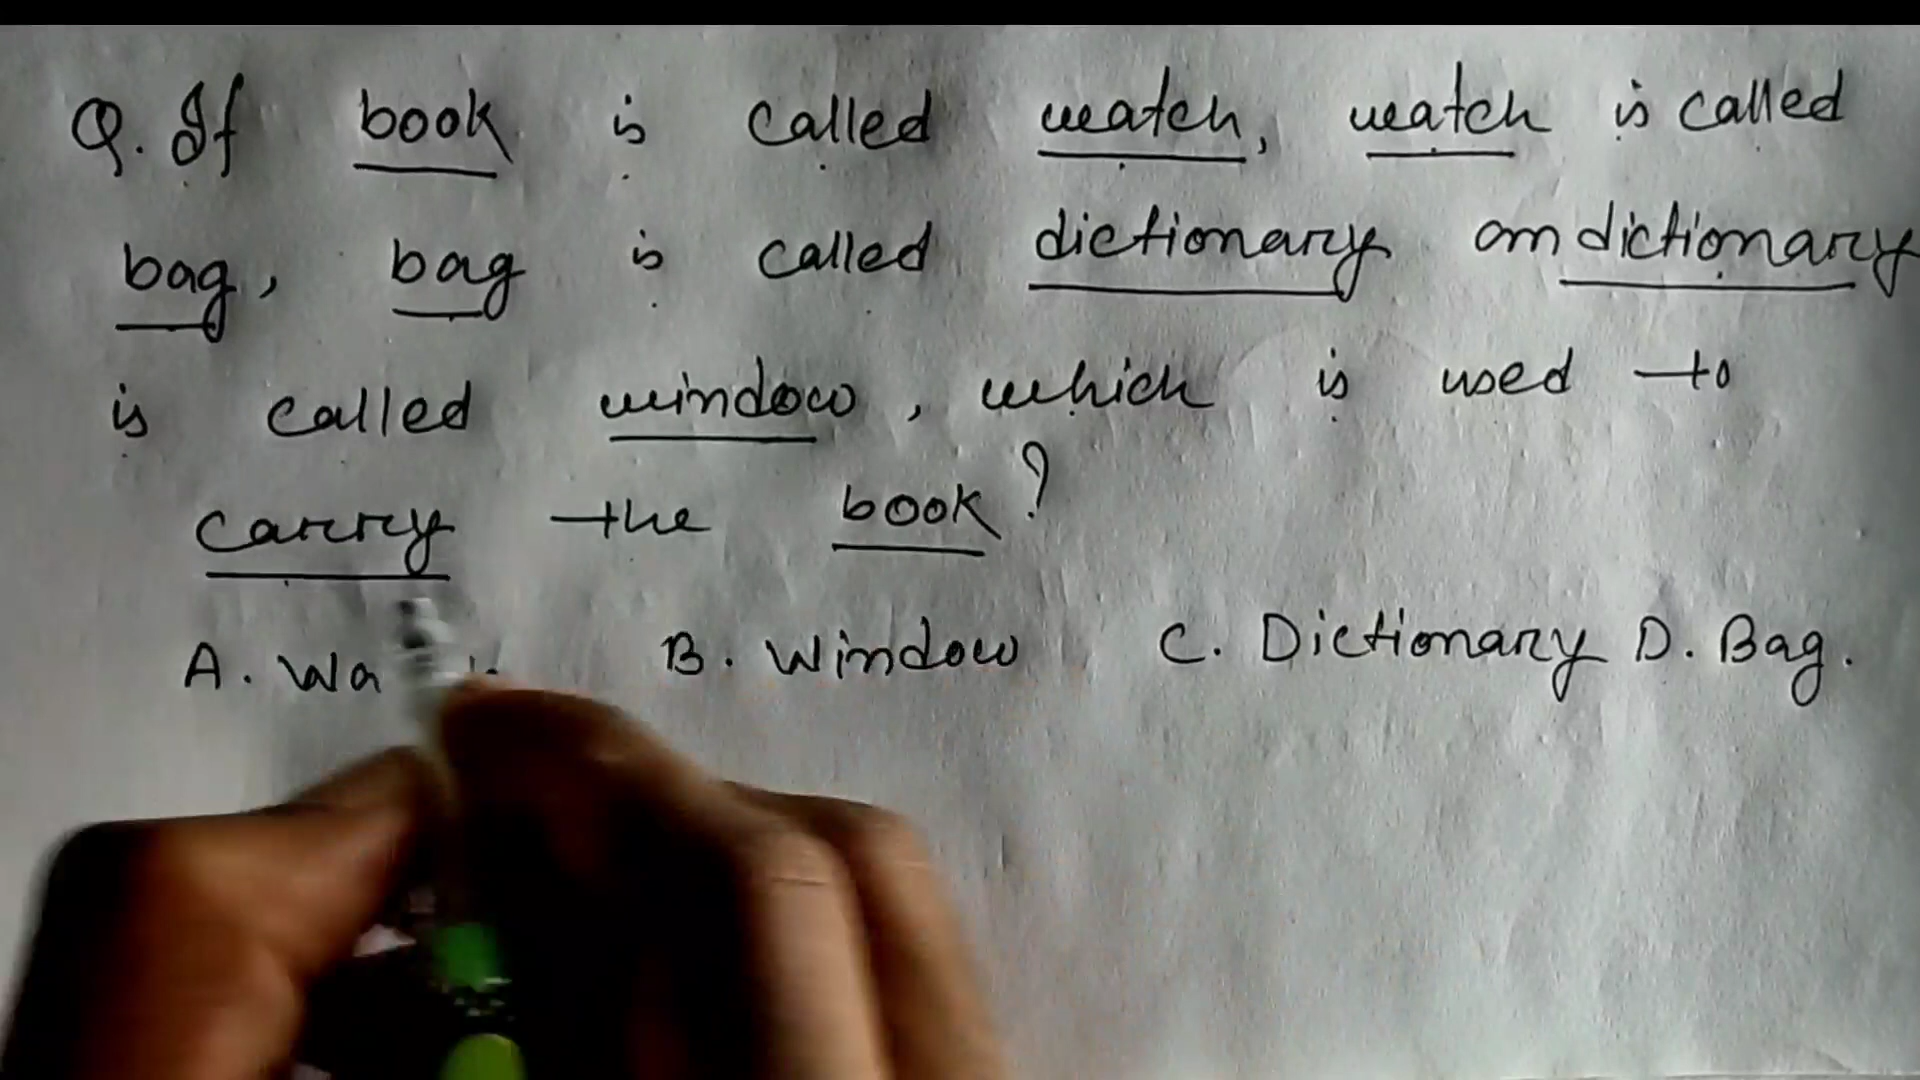 Q. If book is called watch, watch is called
bag, bag is called dictionary an dictionary
is called window, which is used to
carry the book?
A. Wa B. Window C. Dictionary D. Bag.